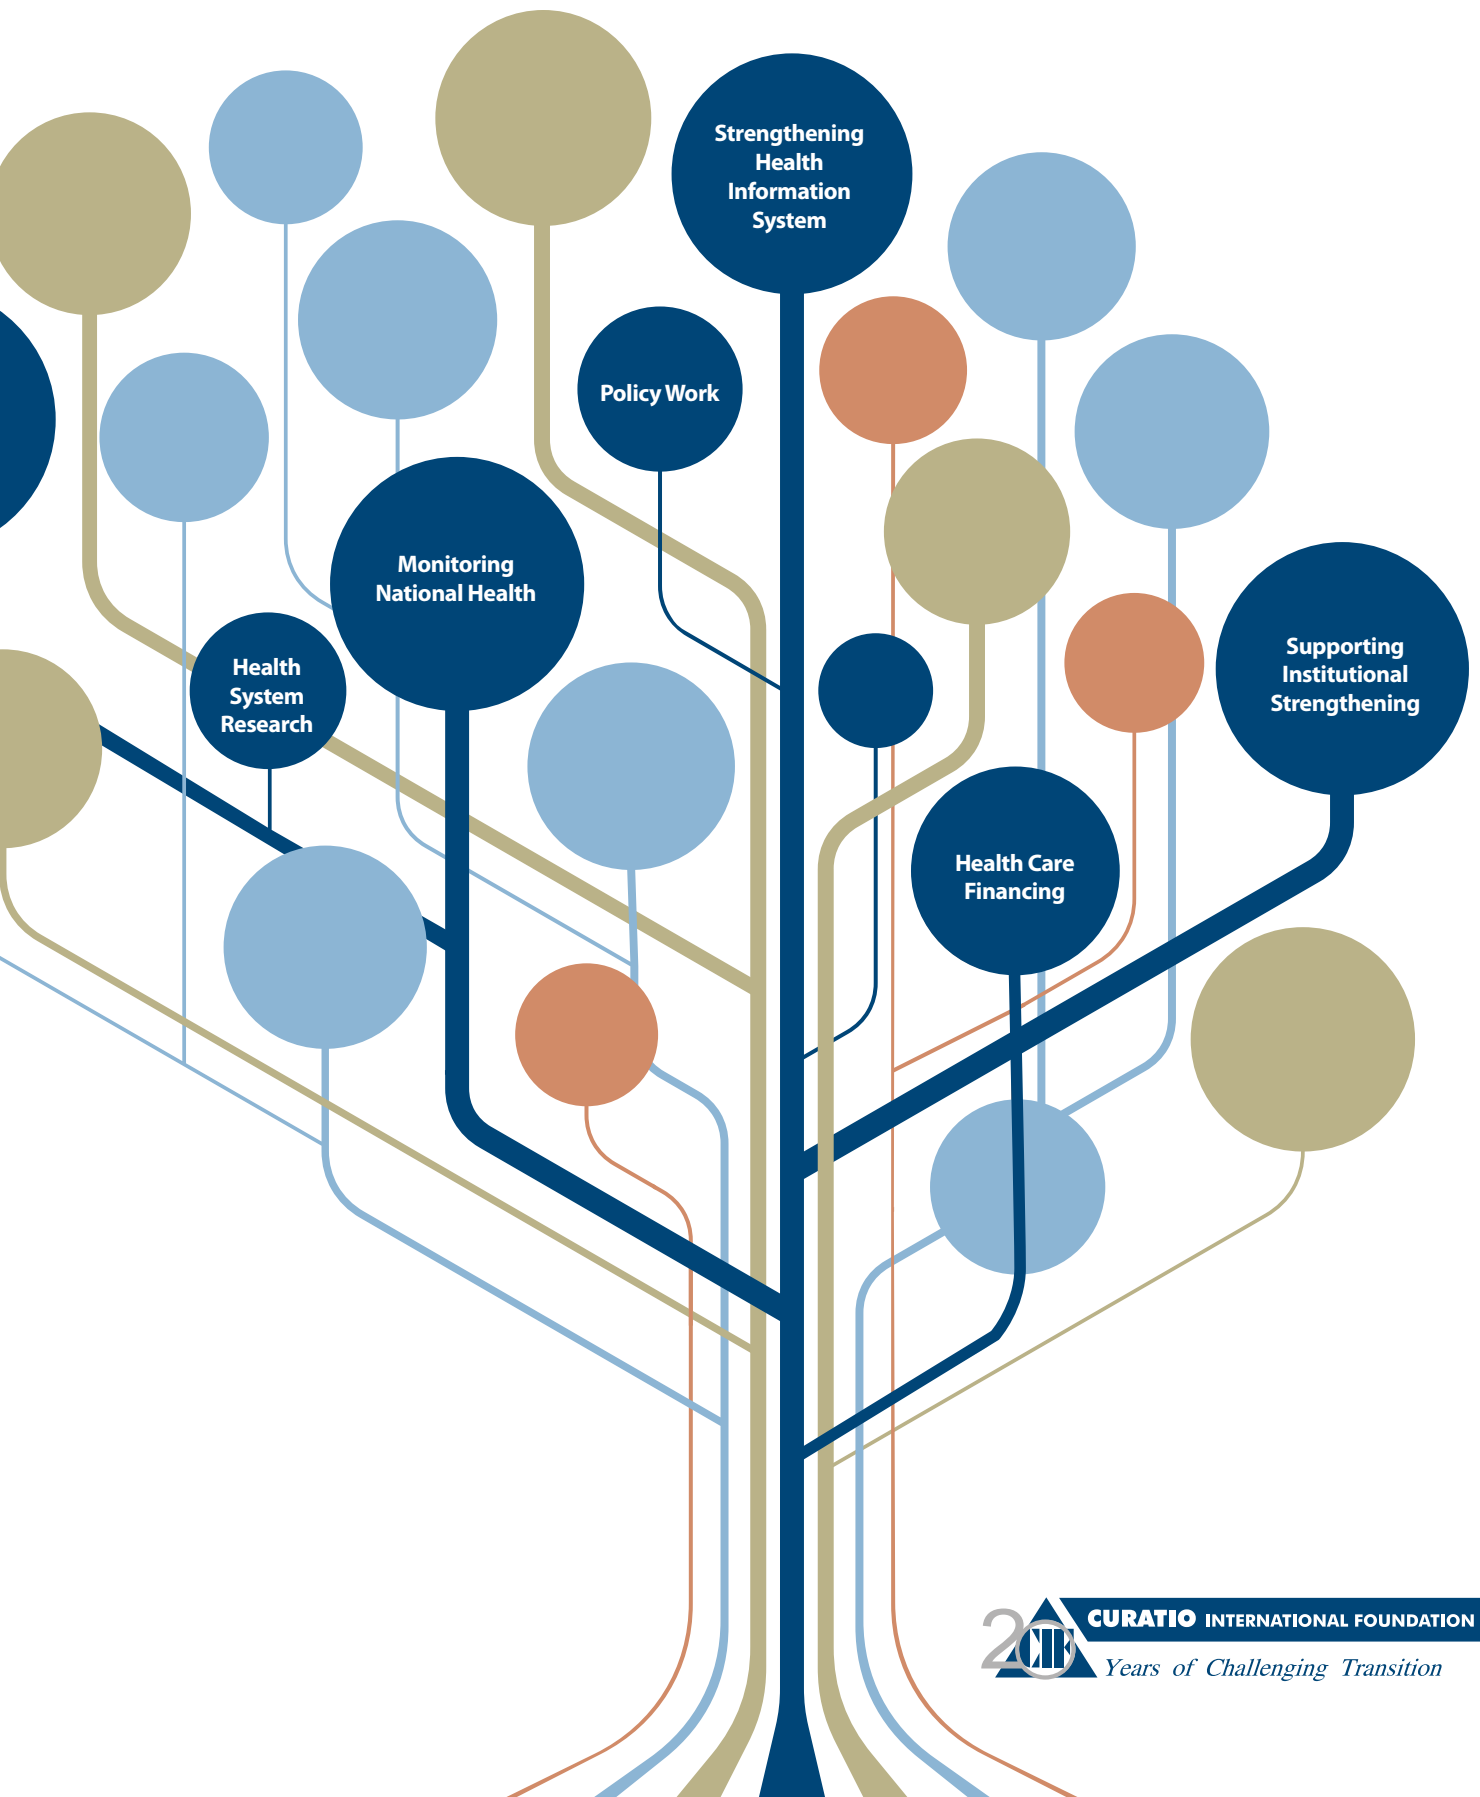 Strengthening
Health
Information
System
Policy Work
Monitoring
National Health
Health
System
Research
Supporting
Institutional
Strengthening
Health Care
Financing
20
CURATIO INTERNATIONAL FOUNDATION
Years of Challenging Transition